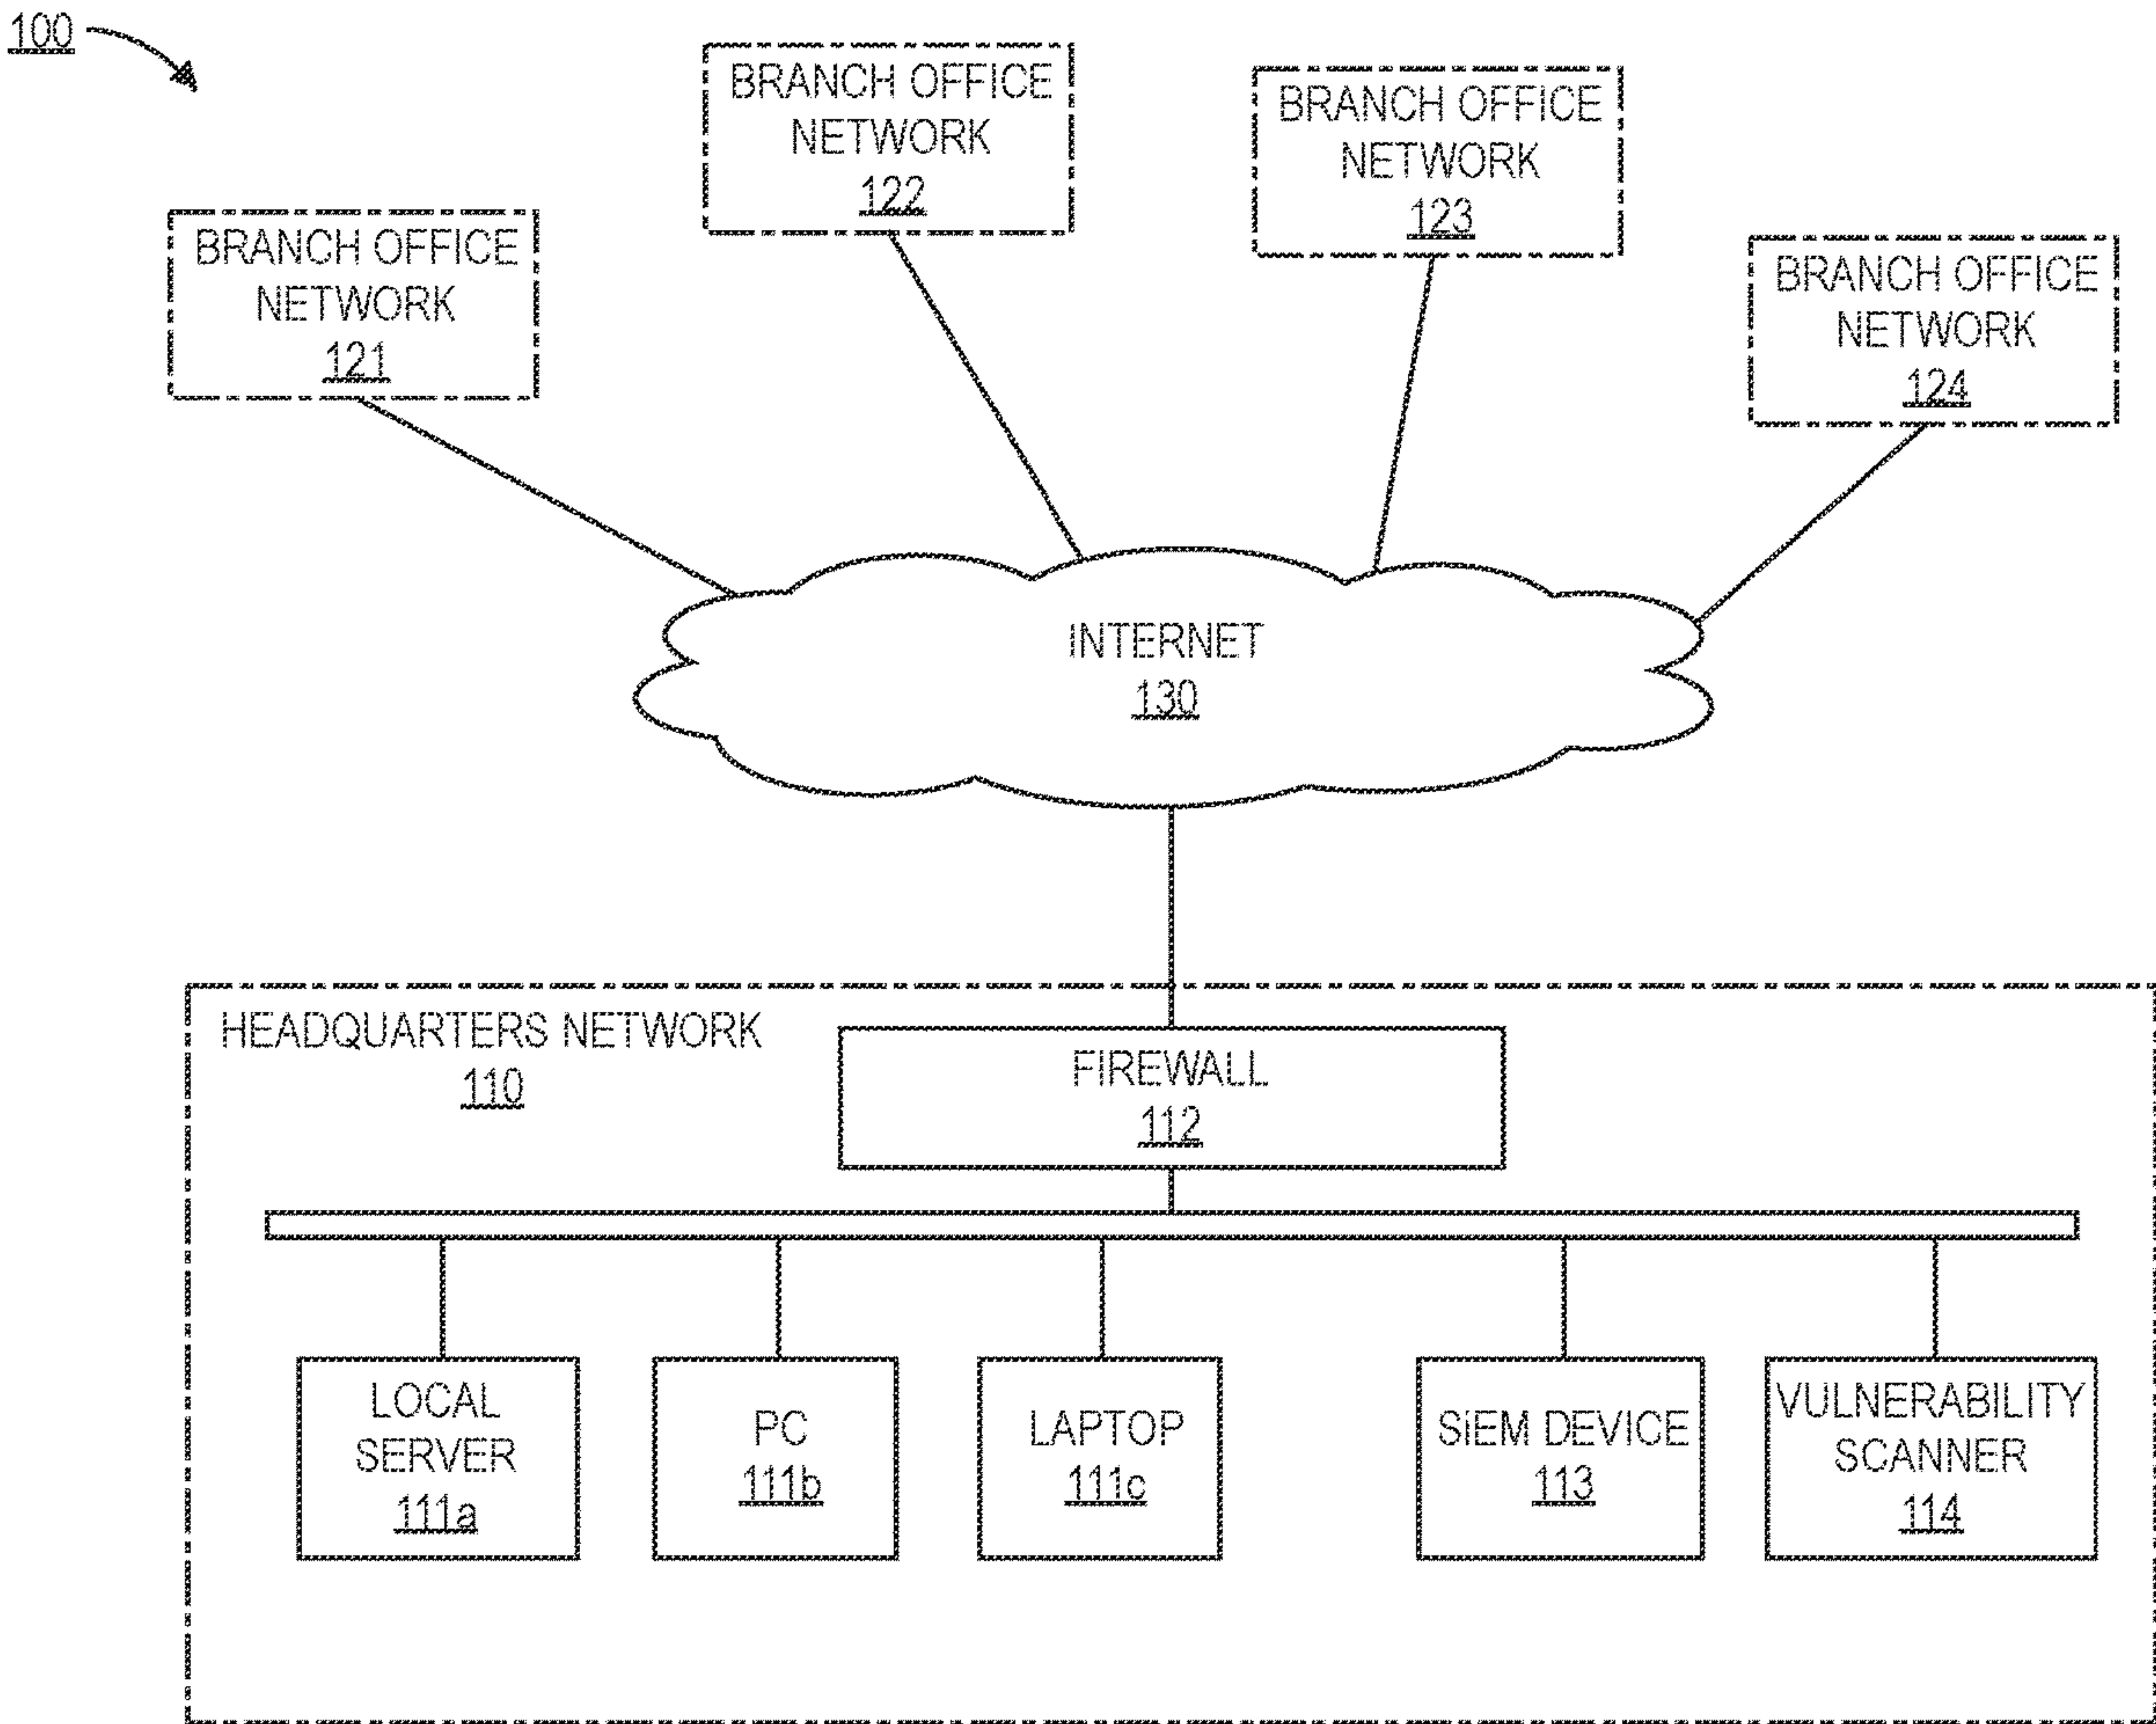 100
BRANCH OFFICE
NETWORK
122
BRANCH OFFICE
NETWORK
123
BRANCH OFFICE
NETWORK
121
BRANCH OFFICE
NETWORK
124
INTERNET
130
HEADQUARTERS NETWORK
110
FIREWALL
112
LOCAL
SERVER
111a
PC
111b
LAPTOP
111c
SIEM DEVICE
113
VULNERABILITY
SCANNER
114